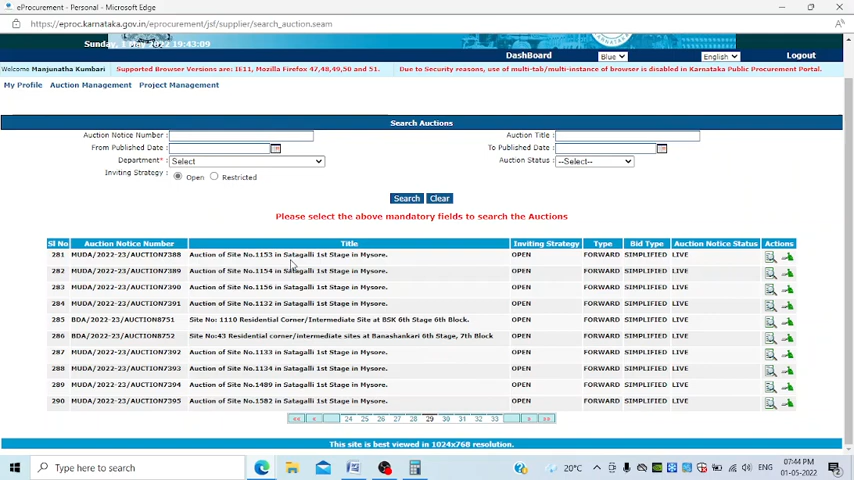 eProcurement - Personal - Microsoft Edge
https://eproc.karnataka.gov.in/eprocurement/jsf/supplier/search_auction.seam
Sunday, 1 May 2022 19:43:09
DashBoard Blue English Logout
Welcome Manjunatha Kumbari Supported Browser Versions are: IE11, Mozilla Firefox 47,48,49,50 and 51. Due to Security reasons, use of multi-tab/multi-instance of browser is disabled in Karnataka Public Procurement Portal.
My Profile Auction Management Project Management
Search Auctions
Auction Notice Number : Auction Title :
From Published Date : To Published Date :
Department* : Select Auction Status : --Select--
Inviting Strategy : Open Restricted
Search Clear
Please select the above mandatory fields to search the Auctions
Sl No Auction Notice Number Title Inviting Strategy Type Bid Type Auction Notice Status Actions
281 MUDA/2022-23/AUCTION7388 Auction of Site No.1153 in Satagalli 1st Stage in Mysore. OPEN FORWARD SIMPLIFIED LIVE
282 MUDA/2022-23/AUCTION7389 Auction of Site No.1154 in Satagalli 1st Stage in Mysore. OPEN FORWARD SIMPLIFIED LIVE
283 MUDA/2022-23/AUCTION7390 Auction of Site No.1156 in Satagalli 1st Stage in Mysore. OPEN FORWARD SIMPLIFIED LIVE
284 MUDA/2022-23/AUCTION7391 Auction of Site No.1132 in Satagalli 1st Stage in Mysore. OPEN FORWARD SIMPLIFIED LIVE
285 BDA/2022-23/AUCTION8751 Site No: 1110 Residential Corner/Intermediate Site at BSK 6th Stage 6th Block. OPEN FORWARD SIMPLIFIED LIVE
286 BDA/2022-23/AUCTION8752 Site No:43 Residential corner/intermediate sites at Banashankari 6th Stage, 7th Block OPEN FORWARD SIMPLIFIED LIVE
287 MUDA/2022-23/AUCTION7392 Auction of Site No.1133 in Satagalli 1st Stage in Mysore. OPEN FORWARD SIMPLIFIED LIVE
288 MUDA/2022-23/AUCTION7393 Auction of Site No.1134 in Satagalli 1st Stage in Mysore. OPEN FORWARD SIMPLIFIED LIVE
289 MUDA/2022-23/AUCTION7394 Auction of Site No.1489 in Satagalli 1st Stage in Mysore. OPEN FORWARD SIMPLIFIED LIVE
290 MUDA/2022-23/AUCTION7395 Auction of Site No.1582 in Satagalli 1st Stage in Mysore. OPEN FORWARD SIMPLIFIED LIVE
«« « 24 25 26 27 28 29 30 31 32 33 » »»
This site is best viewed in 1024x768 resolution.
Type here to search 20°C ENG 07:44 PM
01-05-2022 2